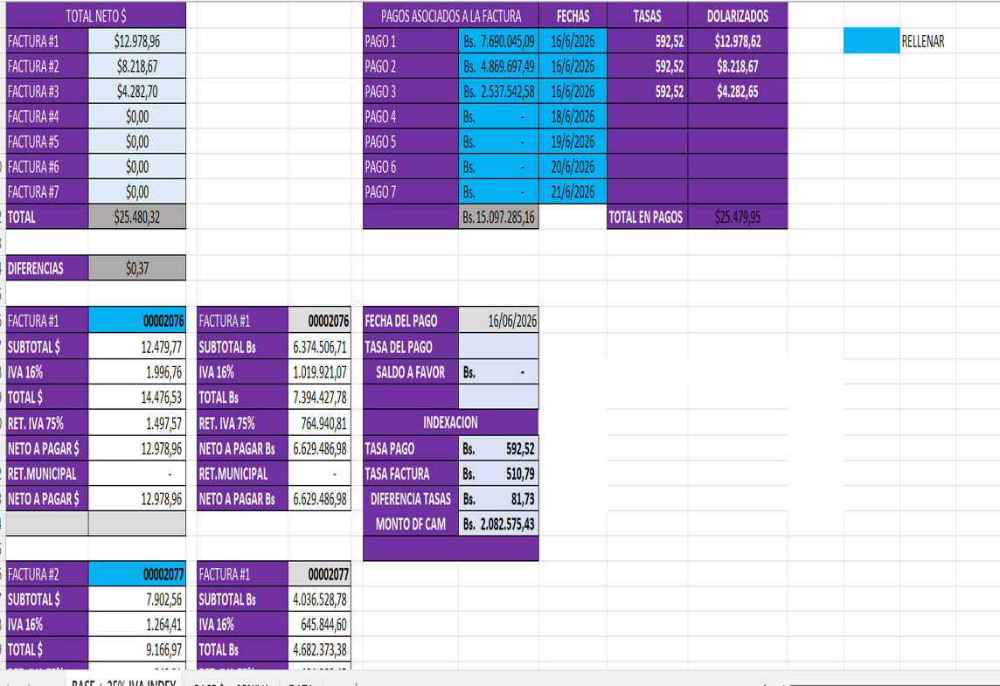 TOTAL NETO $ PAGOS ASOCIADOS A LA FACTURA FECHAS TASAS DOLARIZADOS
FACTURA #1 $12.978,96 PAGO 1 Bs. 7.690.045,09 16/6/2026 592,52 $12.978,62 RELLENAR
FACTURA #2 $8.218,67 PAGO 2 Bs. 4.869.697,49 16/6/2026 592,52 $8.218,67
FACTURA #3 $4.282,70 PAGO 3 Bs. 2.537.542,58 16/6/2026 592,52 $4.282,65
FACTURA #4 $0,00 PAGO 4 Bs. - 18/6/2026
FACTURA #5 $0,00 PAGO 5 Bs. - 19/6/2026
FACTURA #6 $0,00 PAGO 6 Bs. - 20/6/2026
FACTURA #7 $0,00 PAGO 7 Bs. - 21/6/2026
TOTAL $25.480,32 Bs. 15.097.285,16 TOTAL EN PAGOS $25.479,95
DIFERENCIAS $0,37
FACTURA #1 00002076 FACTURA #1 00002076 FECHA DEL PAGO 16/06/2026
SUBTOTAL $ 12.479,77 SUBTOTAL Bs 6.374.506,71 TASA DEL PAGO
IVA 16% 1.996,76 IVA 16% 1.019.921,07 SALDO A FAVOR Bs. -
TOTAL $ 14.476,53 TOTAL Bs 7.394.427,78
RET. IVA 75% 1.497,57 RET. IVA 75% 764.940,81 INDEXACION
NETO A PAGAR $ 12.978,96 NETO A PAGAR Bs 6.629.486,98 TASA PAGO Bs. 592,52
RET.MUNICIPAL - RET.MUNICIPAL - TASA FACTURA Bs. 510,79
NETO A PAGAR $ 12.978,96 NETO A PAGAR Bs 6.629.486,98 DIFERENCIA TASAS Bs. 81,73
MONTO DF CAM Bs. 2.082.575,43
FACTURA #2 00002077 FACTURA #1 00002077
SUBTOTAL $ 7.902,56 SUBTOTAL Bs 4.036.528,78
IVA 16% 1.264,41 IVA 16% 645.844,60
TOTAL $ 9.166,97 TOTAL Bs 4.682.373,38